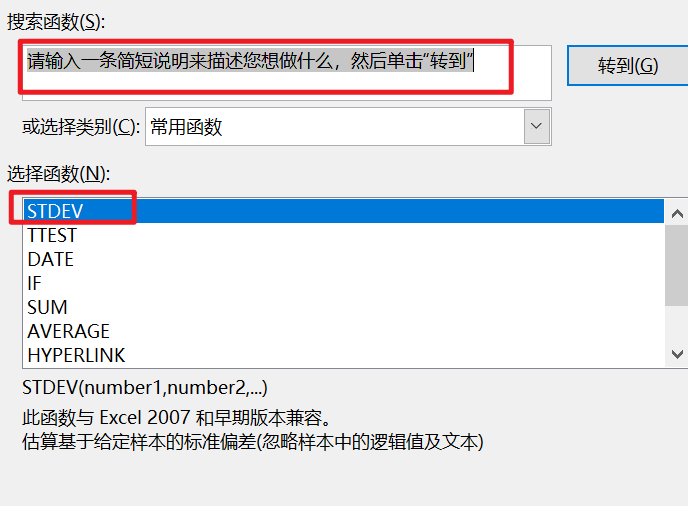 搜索函数(S):
请输入一条简短说明来描述您想做什么，然后单击“转到”
转到(G)
或选择类别(C): 常用函数
选择函数(N):
STDEV
TTEST
DATE
IF
SUM
AVERAGE
HYPERLINK
STDEV(number1,number2,...)
此函数与 Excel 2007 和早期版本兼容。
估算基于给定样本的标准偏差(忽略样本中的逻辑值及文本)